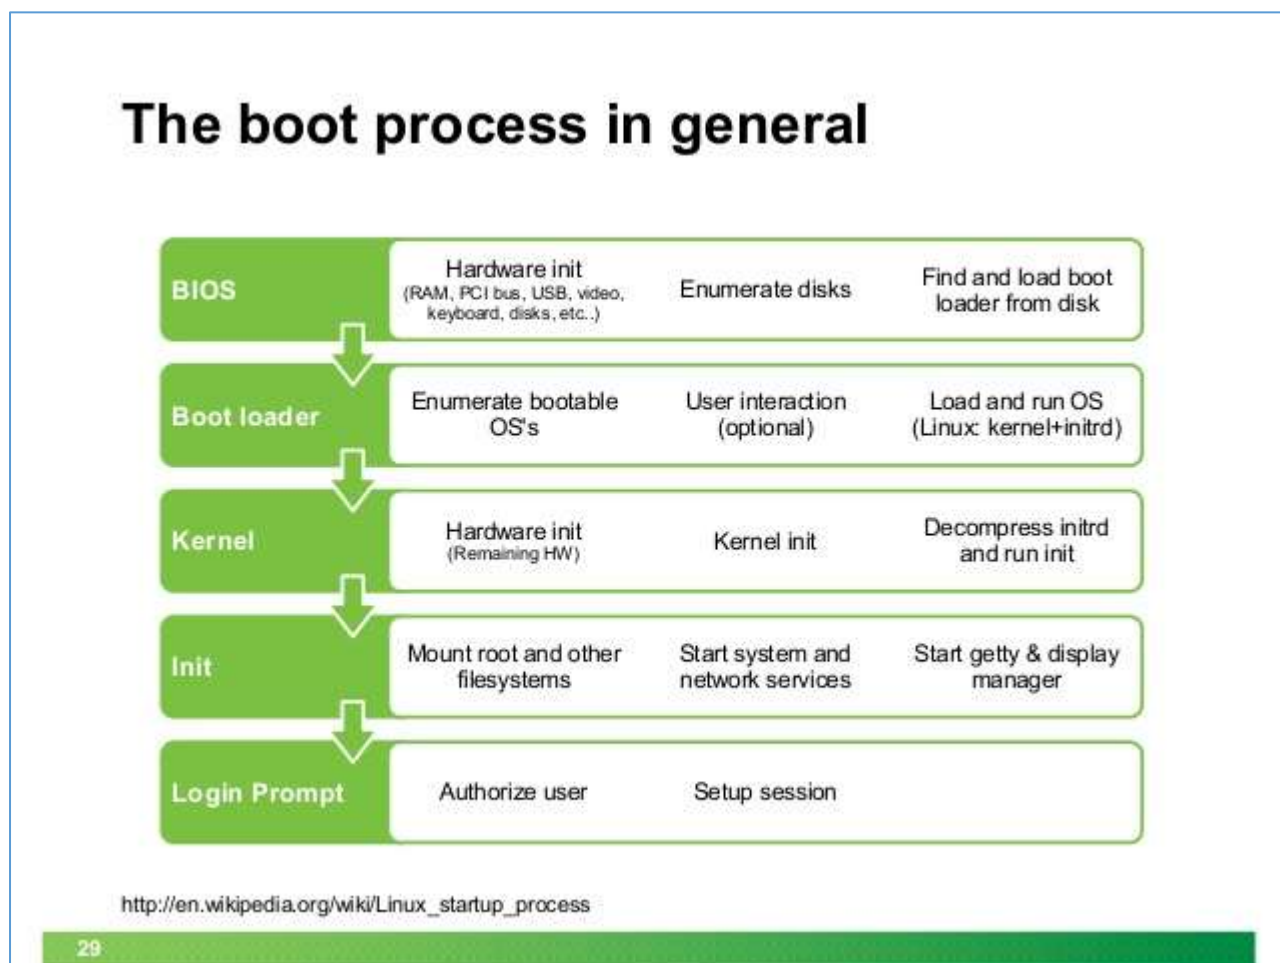 The boot process in general
BIOS
Hardware init
(RAM, PCI bus, USB, video,
keyboard, disks, etc..)
Enumerate disks
Find and load boot
loader from disk
Boot loader
Enumerate bootable
OS's
User interaction
(optional)
Load and run OS
(Linux: kernel+initrd)
Kernel
Hardware init
(Remaining HW)
Kernel init
Decompress initrd
and run init
Init
Mount root and other
filesystems
Start system and
network services
Start getty & display
manager
Login Prompt
Authorize user
Setup session
http://en.wikipedia.org/wiki/Linux_startup_process
29